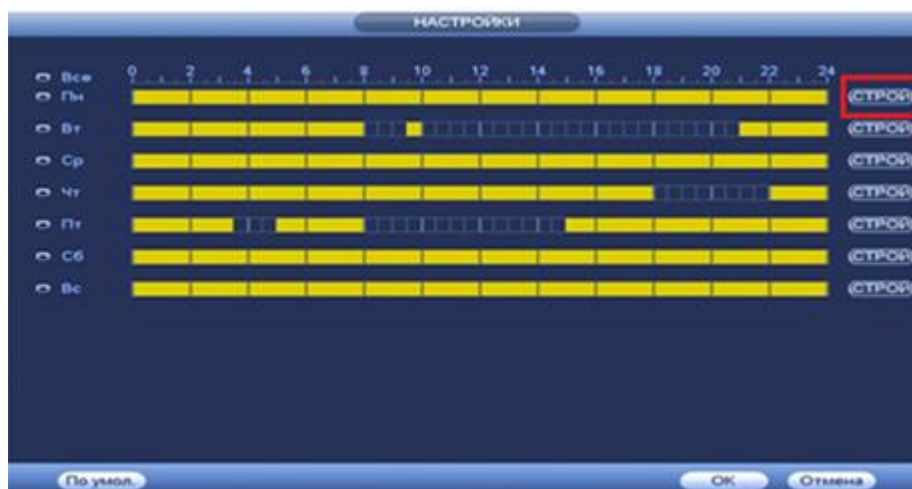 НАСТРОЙКИ
Все 0 2 4 6 8 10 12 14 16 18 20 22 24
Пн (СТРОЙ
Вт (СТРОЙ
Ср (СТРОЙ
Чт (СТРОЙ
Пт (СТРОЙ
Сб (СТРОЙ
Вс (СТРОЙ
По умол. OK Отмена